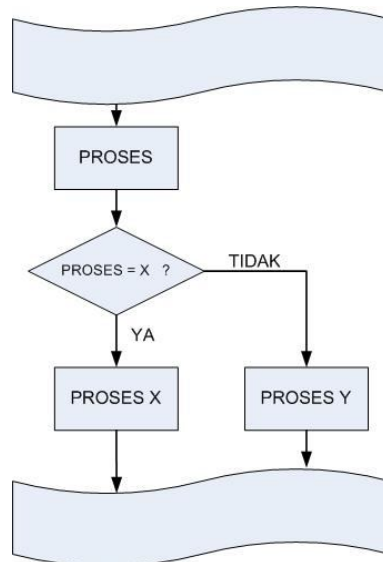 PROSES
PROSES = X ?
TIDAK
YA
PROSES X
PROSES Y